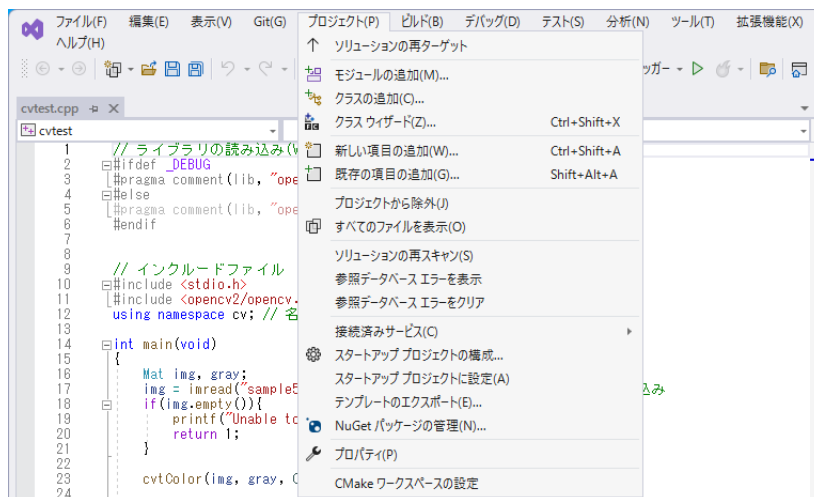 ファイル(F) 編集(E) 表示(V) Git(G) プロジェクト(P) ビルド(B) デバッグ(D) テスト(S) 分析(N) ツール(T) 拡張機能(X)
ヘルプ(H)
ソリューションの再ターゲット
モジュールの追加(M)...
クラスの追加(C)...
クラス ウィザード(Z)... Ctrl+Shift+X
新しい項目の追加(W)... Ctrl+Shift+A
既存の項目の追加(G)... Shift+Alt+A
プロジェクトから除外(J)
すべてのファイルを表示(O)
ソリューションの再スキャン(S)
参照データベース エラーを表示
参照データベース エラーをクリア
接続済みサービス(C)
スタートアップ プロジェクトの構成...
スタートアップ プロジェクトに設定(A)
テンプレートのエクスポート(E)...
NuGet パッケージの管理(N)...
プロパティ(P)
CMake ワークスペースの設定
ッガー
cvtest.cpp
cvtest
1 // ライブラリの読み込み(
2 #ifdef _DEBUG
3 #pragma comment(lib, "ope
4 #else
5 #pragma comment(lib, "ope
6 #endif
7
8
9 // インクルードファイル
10 #include <stdio.h>
11 #include <opencv2/opencv.
12 using namespace cv; // 名
13
14 int main(void)
15 {
16 Mat img, gray;
17 img = imread("sample5 込み
18 if(img.empty()){
19 printf("Unable to
20 return 1;
21 }
22
23 cvtColor(img, gray,
24